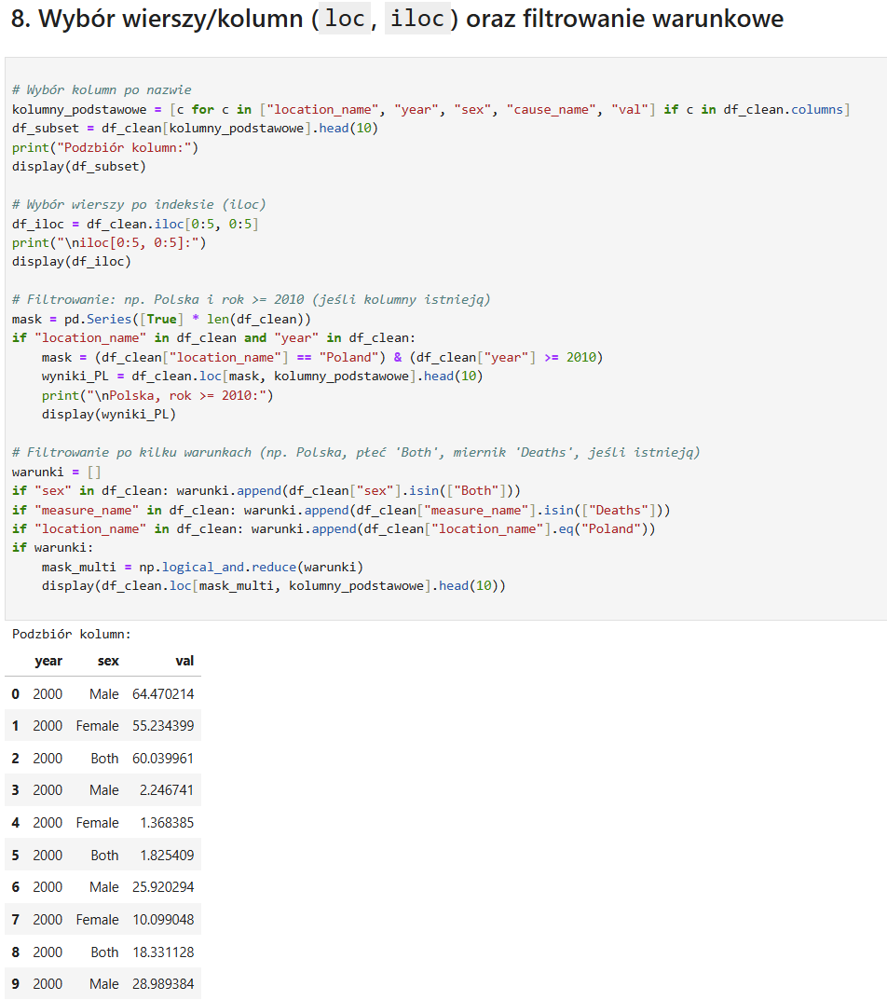 8. Wybór wierszy/kolumn (loc, iloc) oraz filtrowanie warunkowe
# Wybór kolumn po nazwie
kolumny_podstawowe = [c for c in ["location_name", "year", "sex", "cause_name", "val"] if c in df_clean.columns]
df_subset = df_clean[kolumny_podstawowe].head(10)
print("Podzbiór kolumn:")
display(df_subset)
# Wybór wierszy po indeksie (iloc)
df_iloc = df_clean.iloc[0:5, 0:5]
print("\niloc[0:5, 0:5]:")
display(df_iloc)
# Filtrowanie: np. Polska i rok >= 2010 (jeśli kolumny istnieją)
mask = pd.Series([True] * len(df_clean))
if "location_name" in df_clean and "year" in df_clean:
    mask = (df_clean["location_name"] == "Poland") & (df_clean["year"] >= 2010)
    wyniki_PL = df_clean.loc[mask, kolumny_podstawowe].head(10)
    print("\nPolska, rok >= 2010:")
    display(wyniki_PL)
# Filtrowanie po kilku warunkach (np. Polska, płeć 'Both', miernik 'Deaths', jeśli istnieją)
warunki = []
if "sex" in df_clean: warunki.append(df_clean["sex"].isin(["Both"]))
if "measure_name" in df_clean: warunki.append(df_clean["measure_name"].isin(["Deaths"]))
if "location_name" in df_clean: warunki.append(df_clean["location_name"].eq("Poland"))
if warunki:
    mask_multi = np.logical_and.reduce(warunki)
    display(df_clean.loc[mask_multi, kolumny_podstawowe].head(10))
Podzbiór kolumn:
year sex val
0 2000 Male 64.470214
1 2000 Female 55.234399
2 2000 Both 60.039961
3 2000 Male 2.246741
4 2000 Female 1.368385
5 2000 Both 1.825409
6 2000 Male 25.920294
7 2000 Female 10.099048
8 2000 Both 18.331128
9 2000 Male 28.989384